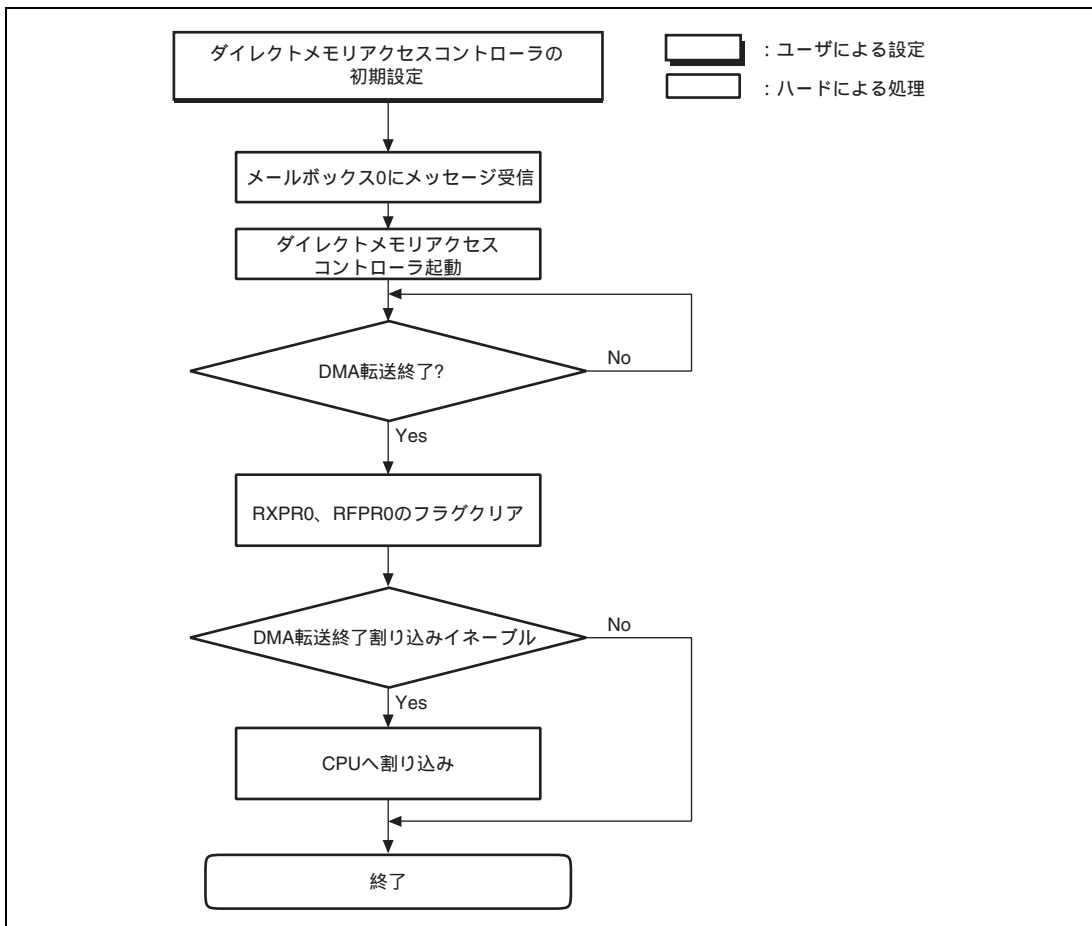 ダイレクトメモリアクセスコントローラの
初期設定
：ユーザによる設定
：ハードによる処理
メールボックス0にメッセージ受信
ダイレクトメモリアクセス
コントローラ起動
DMA転送終了?
No
Yes
RXPR0、RFPR0のフラグクリア
DMA転送終了割り込みイネーブル
No
Yes
CPUへ割り込み
終了